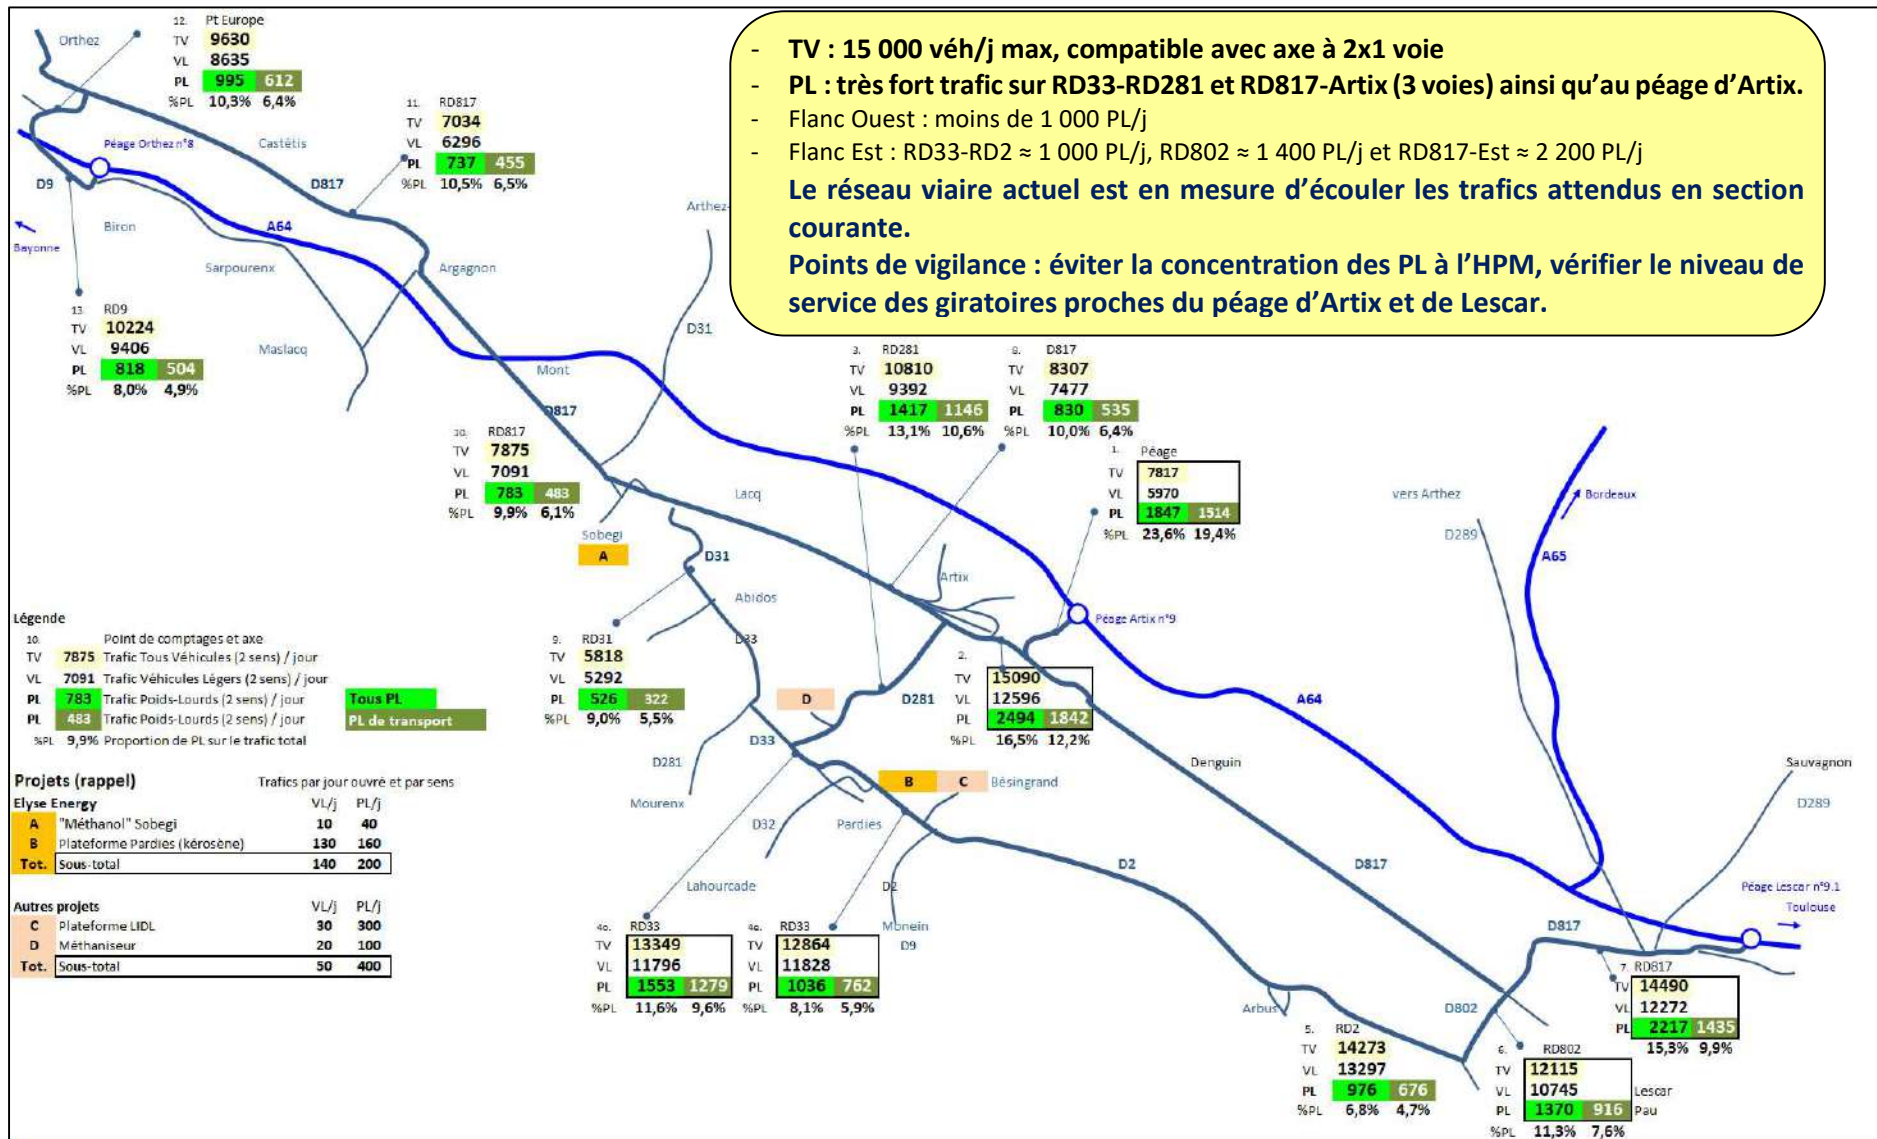 - TV : 15 000 véh/j max, compatible avec axe à 2x1 voie
- PL : très fort trafic sur RD33-RD281 et RD817-Artix (3 voies) ainsi qu'au péage d'Artix.
- Flanc Ouest : moins de 1 000 PL/j
- Flanc Est : RD33-RD2 ≈ 1 000 PL/j, RD802 ≈ 1 400 PL/j et RD817-Est ≈ 2 200 PL/j
Le réseau viaire actuel est en mesure d'écouler les trafics attendus en section
courante.
Points de vigilance : éviter la concentration des PL à l'HPM, vérifier le niveau de
service des giratoires proches du péage d'Artix et de Lescar.
12. Pt Europe
TV 9630
VL 8635
PL 995 612
%PL 10,3% 6,4%
Orthez
11. RD817
TV 7034
VL 6296
PL 737 455
%PL 10,5% 6,5%
Péage Orthez n°8
Castétis
D9
D817
Bayonne
Biron
A64
Arthez-
Sarpourenx
Argagnon
13. RD9
TV 10224
VL 9406
PL 818 504
%PL 8,0% 4,9%
Maslacq
D31
Mont
D817
3. RD281
TV 10810
VL 9392
PL 1417 1146
%PL 13,1% 10,6%
8. D817
TV 8307
VL 7477
PL 830 535
%PL 10,0% 6,4%
10. RD817
TV 7875
VL 7091
PL 783 483
%PL 9,9% 6,1%
1. Péage
TV 7817
VL 5970
PL 1847 1514
%PL 23,6% 19,4%
Lacq
vers Arthez
Bordeaux
D289
A65
Sobegi
A
D31
Artix
Abidos
D33
Péage Artix n°9
9. RD31
TV 5818
VL 5292
PL 526 322
%PL 9,0% 5,5%
2.
TV 15090
VL 12596
PL 2494 1842
%PL 16,5% 12,2%
D
D281
A64
D33
D281
Mourenx
B C Bésingrand
D32
Pardies
Denguin
Sauvagnon
D289
D2
D817
Lahourcade
D2
Monein
D9
Péage Lescar n°9.1
Toulouse
D817
Légende
10. Point de comptages et axe
TV 7875 Trafic Tous Véhicules (2 sens) / jour
VL 7091 Trafic Véhicules Légers (2 sens) / jour
PL 783 Trafic Poids-Lourds (2 sens) / jour Tous PL
PL 483 Trafic Poids-Lourds (2 sens) / jour PL de transport
%PL 9,9% Proportion de PL sur le trafic total
Projets (rappel) Trafics par jour ouvré et par sens
Elyse Energy VL/j PL/j
A "Méthanol" Sobegi 10 40
B Plateforme Pardies (kérosène) 130 160
Tot. Sous-total 140 200
Autres projets VL/j PL/j
C Plateforme LIDL 30 300
D Méthaniseur 20 100
Tot. Sous-total 50 400
4c. RD33
TV 13349
VL 11796
PL 1553 1279
%PL 11,6% 9,6%
4a. RD33
TV 12864
VL 11828
PL 1036 762
%PL 8,1% 5,9%
Arbus
D802
7. RD817
TV 14490
VL 12272
PL 2217 1435
15,3% 9,9%
5. RD2
TV 14273
VL 13297
PL 976 676
%PL 6,8% 4,7%
6. RD802
TV 12115
VL 10745
PL 1370 916
%PL 11,3% 7,6%
Lescar
Pau